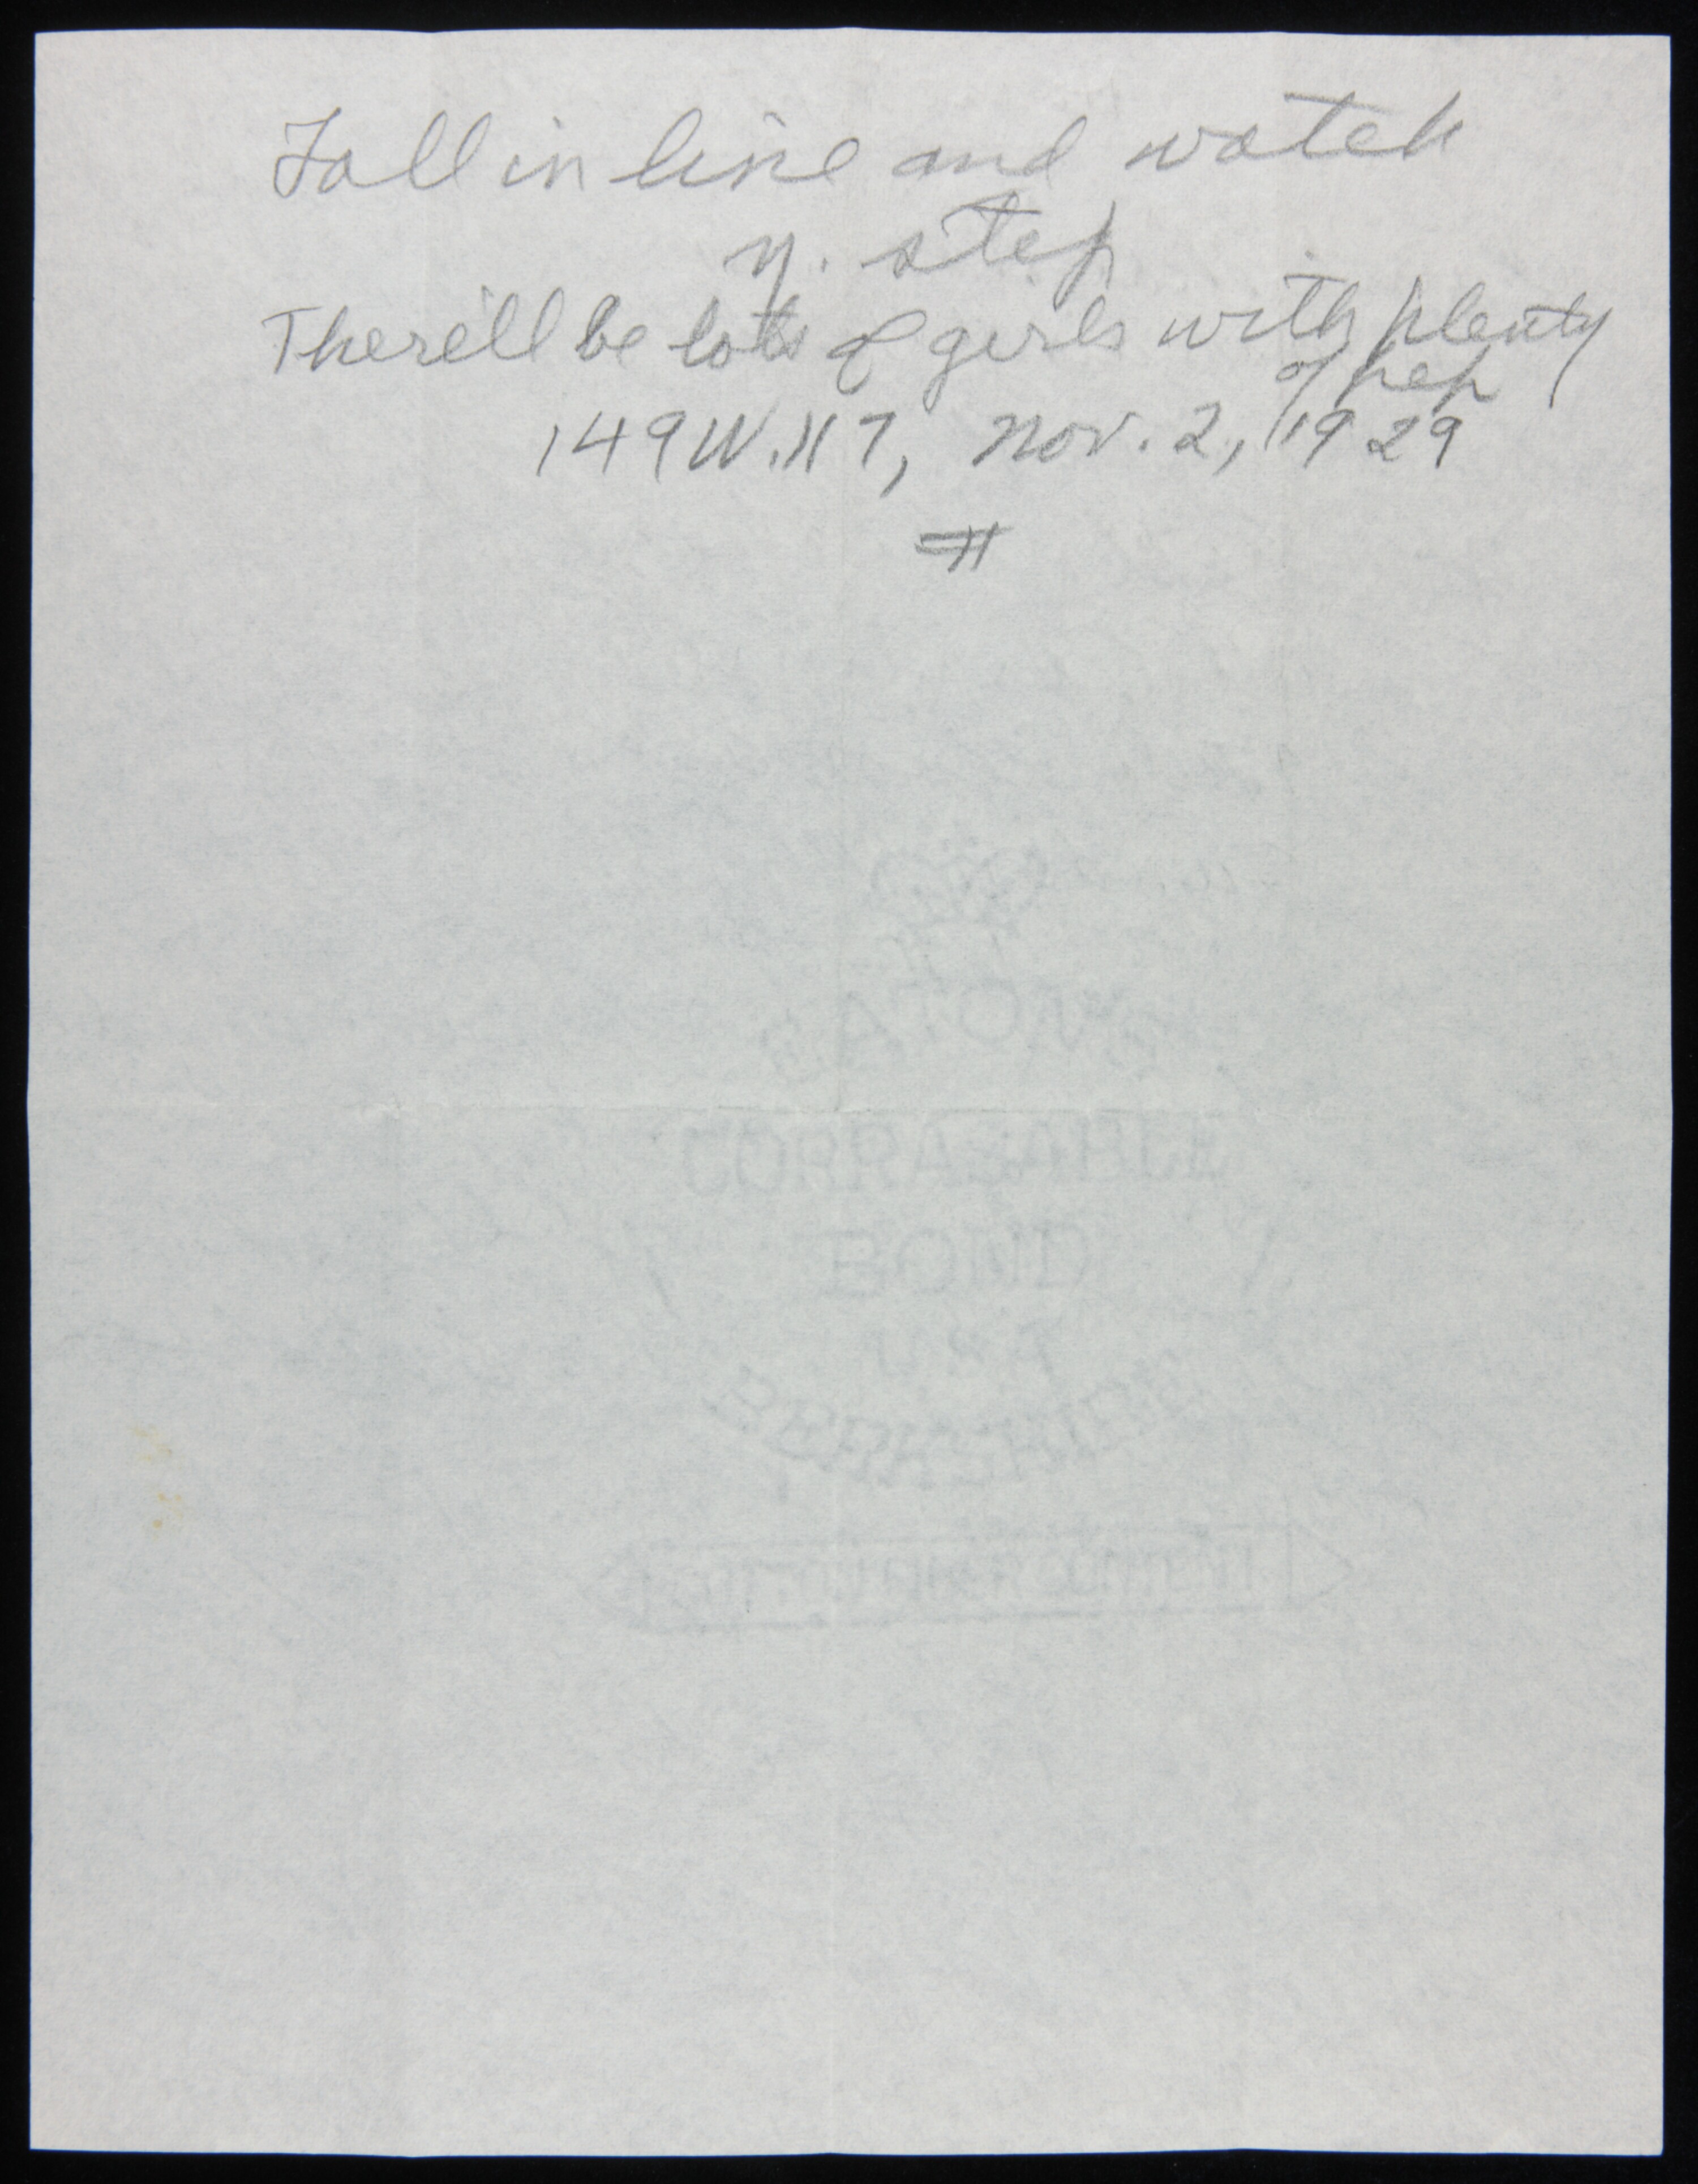 Fall in line and watch
y. step
There'll be lots of girls with plenty
of pep
149 W. 117, Nov. 2, 1929
#
EATON'S
CORRASABLE
BOND
BERKSHIRE